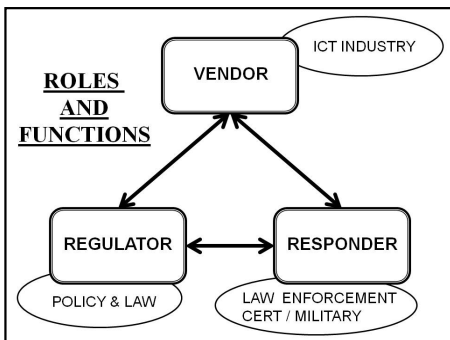 ICT INDUSTRY
VENDOR
ROLES
AND
FUNCTIONS
REGULATOR
RESPONDER
POLICY & LAW
LAW ENFORCEMENT
CERT / MILITARY